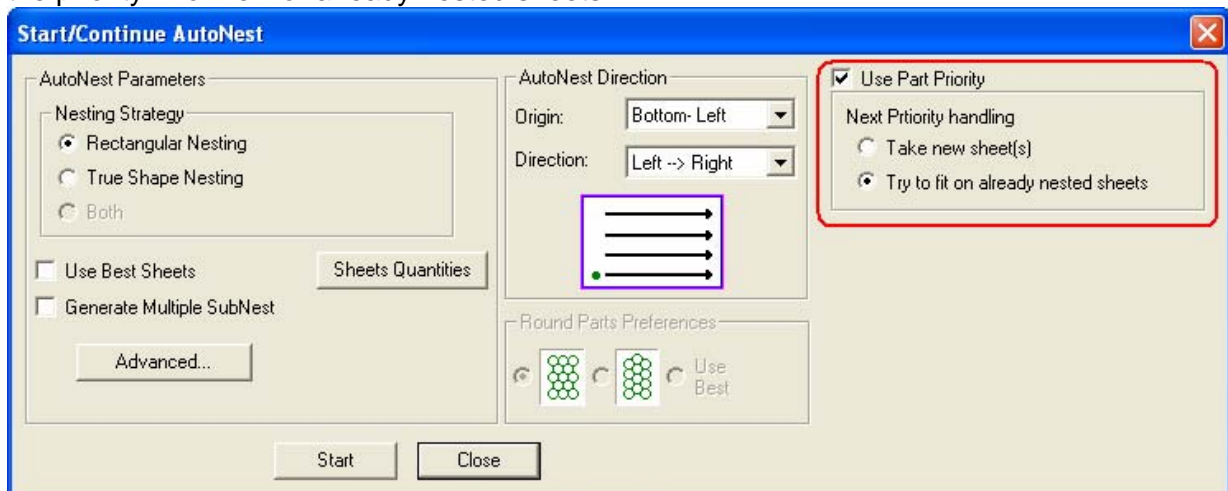 Start/Continue AutoNest
AutoNest Parameters
Nesting Strategy
Rectangular Nesting
True Shape Nesting
Both
Use Best Sheets
Sheets Quantities
Generate Multiple SubNest
Advanced...
AutoNest Direction
Origin:
Bottom- Left
Direction:
Left --> Right
Round Parts Preferences
Use
Best
Use Part Priority
Next Prtiority handling
Take new sheet(s)
Try to fit on already nested sheets
Start
Close